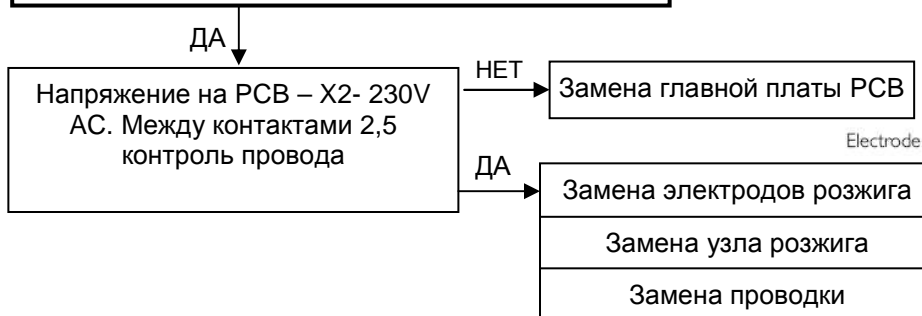 ДА
Напряжение на PCB – X2- 230V
AC. Между контактами 2,5
контроль провода
НЕТ
Замена главной платы PCB
Electrode
ДА
Замена электродов розжига
Замена узла розжига
Замена проводки